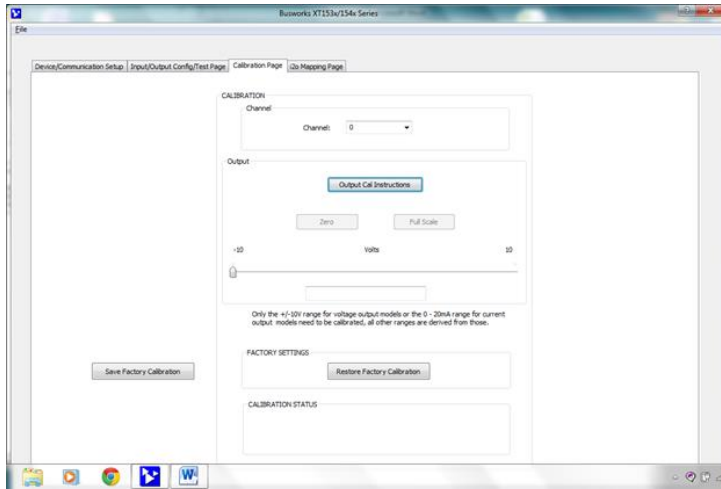 Busworks XT153x/154x Series
File
Device/Communication Setup Input/Output Config/Test Page Calibration Page i2o Mapping Page
CALIBRATION
Channel
Channel: 0
Output
Output Cal Instructions
Zero Full Scale
-10 Volts 10
Only the +/-10V range for voltage output models or the 0 - 20mA range for current
output models need to be calibrated, all other ranges are derived from those.
FACTORY SETTINGS
Save Factory Calibration Restore Factory Calibration
CALIBRATION STATUS
W